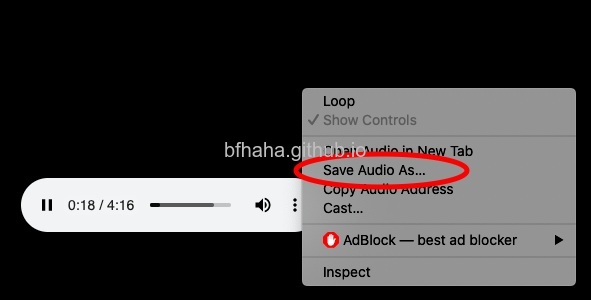 Loop
✓ Show Controls
bfhaha.github.io
Open Audio in New Tab
Save Audio As...
Copy Audio Address
0:18 / 4:16
Cast...
AdBlock — best ad blocker
Inspect